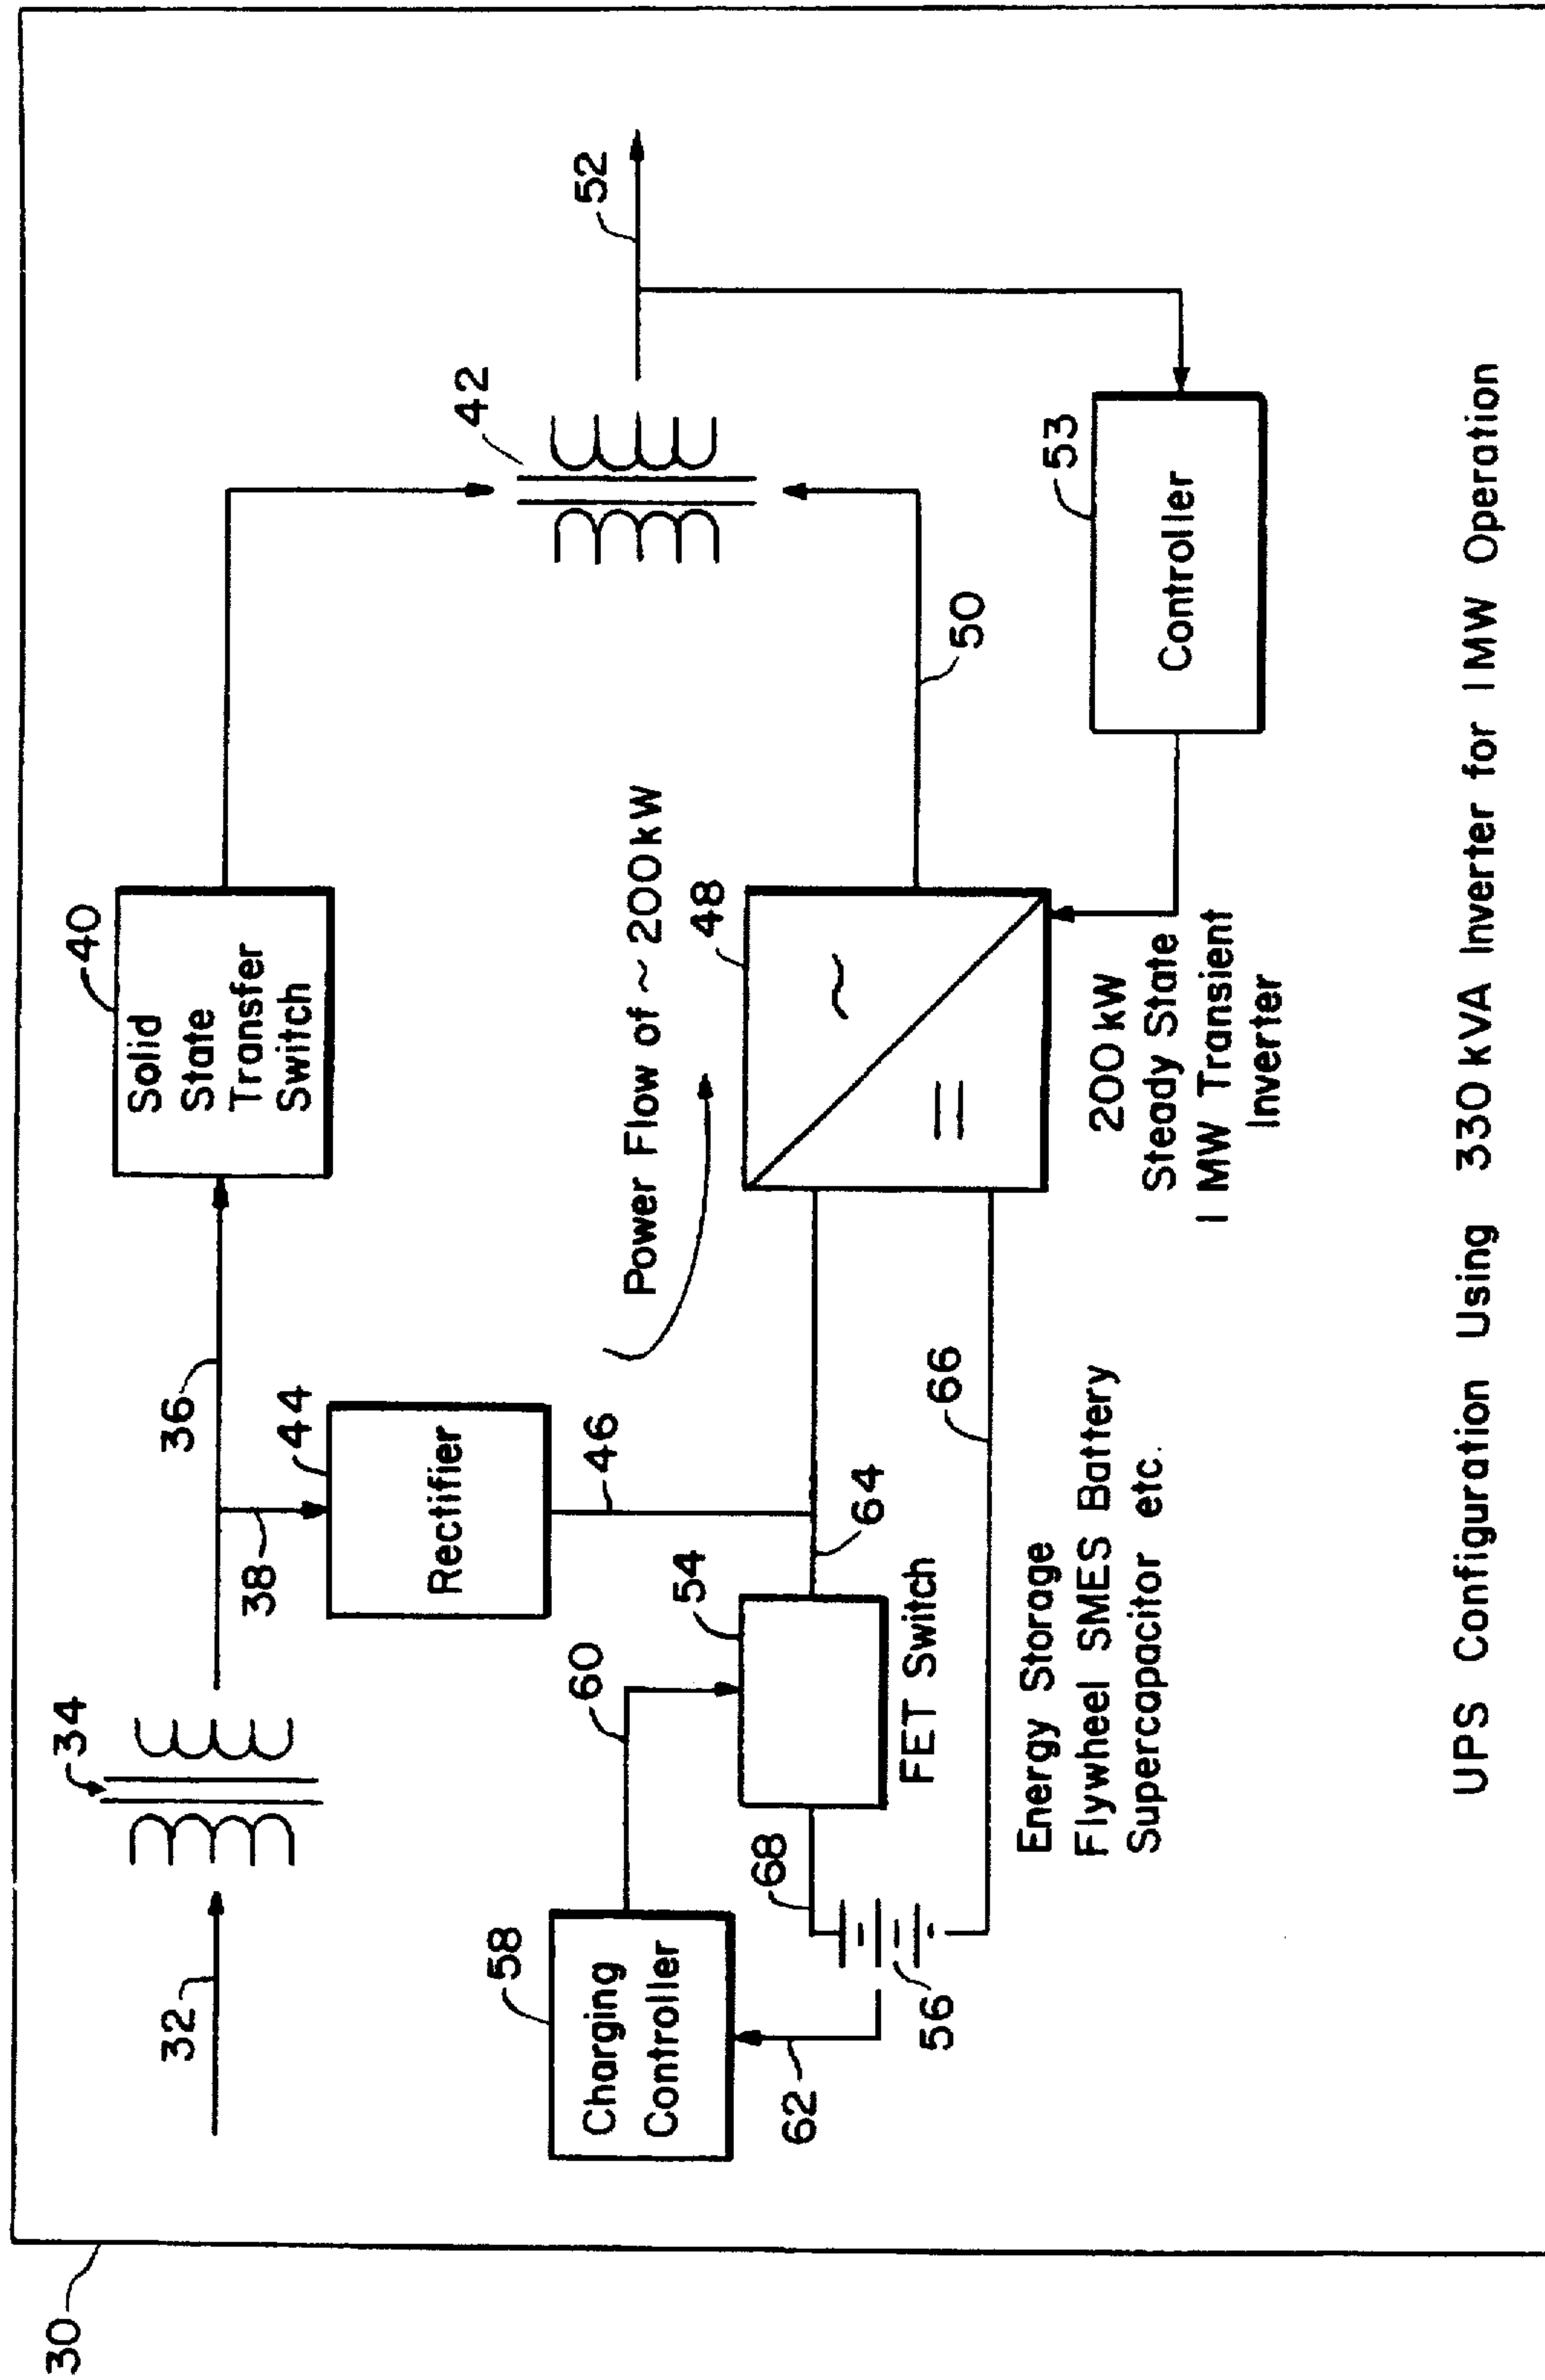 30
32
34
36
38
40
Solid
State
Transfer
Switch
42
52
44
Rectifier
46
Power Flow of ~ 200kW
48
~
=
50
53
Controller
200 kW
Steady State
1 MW Transient
Inverter
58
Charging
Controller
60
62
54
FET Switch
64
68
56
66
Energy Storage
Flywheel SMES Battery
Supercapacitor etc.
UPS Configuration Using 330 kVA Inverter for 1 MW Operation